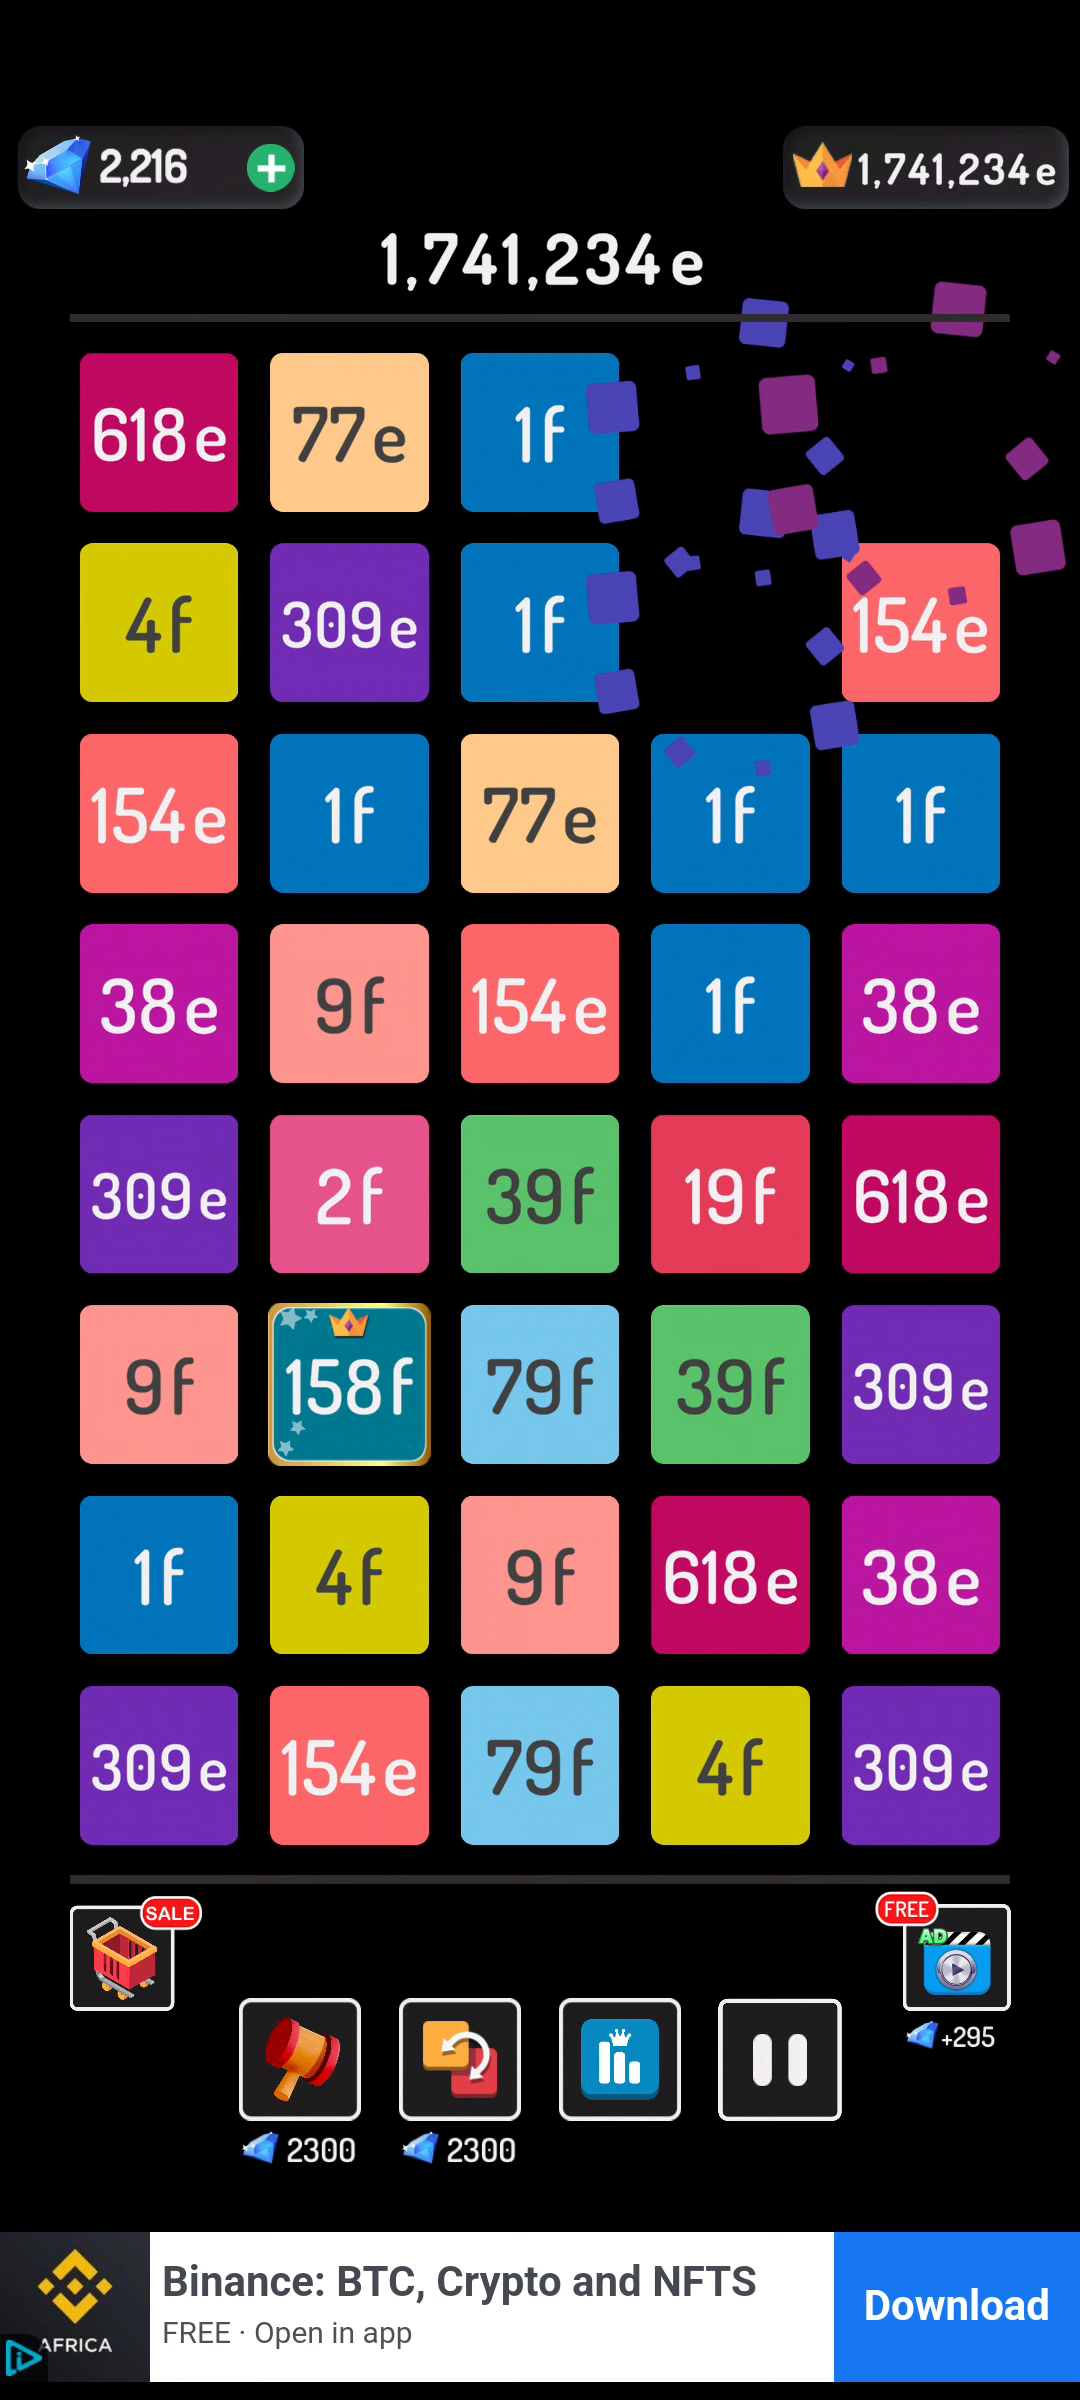 2,216
1,741,234e
1,741,234e
618e 77e 1f
4f 309e 1f 154e
154e 1f 77e 1f 1f
38e 9f 154e 1f 38e
309e 2f 39f 19f 618e
9f 158f 79f 39f 309e
1f 4f 9f 618e 38e
309e 154e 79f 4f 309e
SALE
FREE
AD
+295
2300 2300
AFRICA
Binance: BTC, Crypto and NFTS
FREE · Open in app
Download